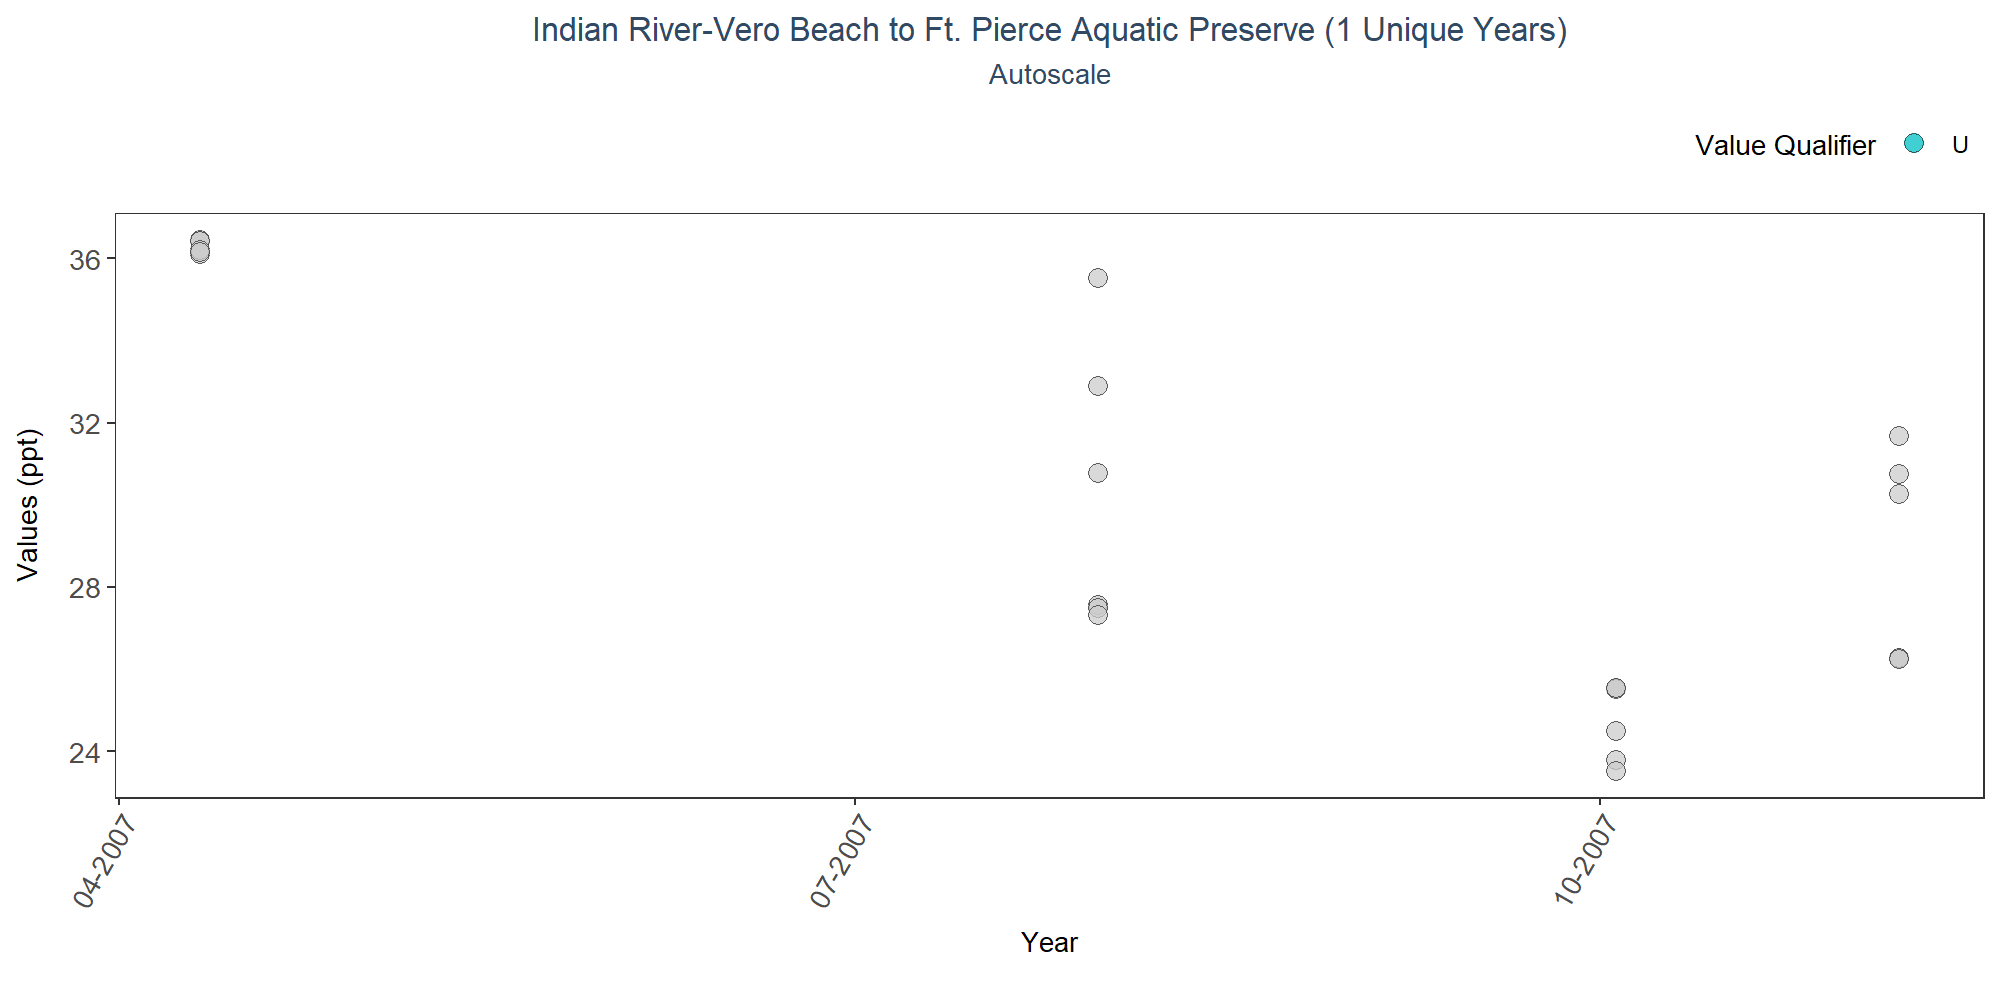 Indian River-Vero Beach to Ft. Pierce Aquatic Preserve (1 Unique Years)
Autoscale
Value Qualifier U
36
32
28
24
Values (ppt)
04-2007 07-2007 10-2007
Year